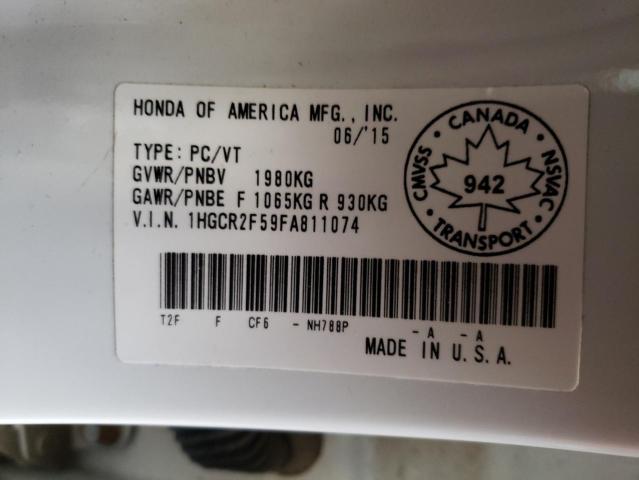 HONDA OF AMERICA MFG., INC.
06/'15
TYPE: PC/VT
GVWR/PNBV 1980KG
GAWR/PNBE F 1065KG R 930KG
V.I.N. 1HGCR2F59FA811074
CANADA
CMVSS
942
NSVAC
TRANSPORT
T2F F CF6 - NH788P -A -A
MADE IN U.S.A.